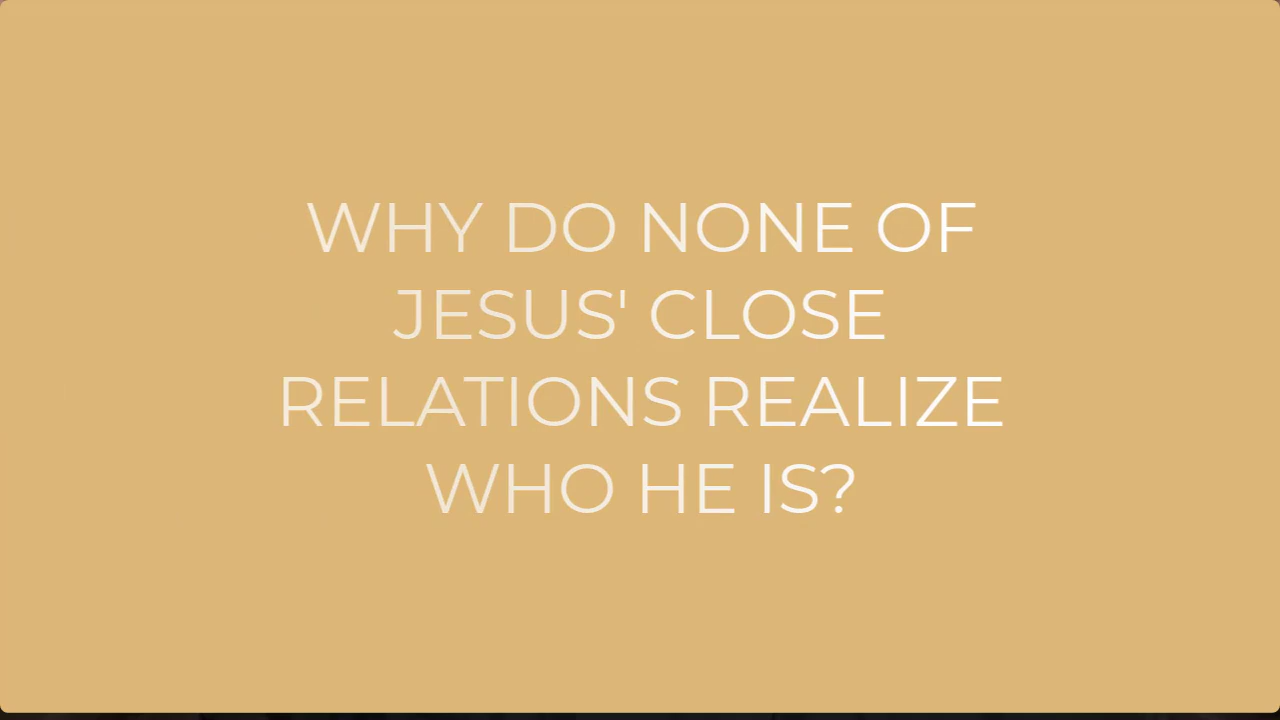 WHY DO NONE OF
JESUS' CLOSE
RELATIONS REALIZE
WHO HE IS?